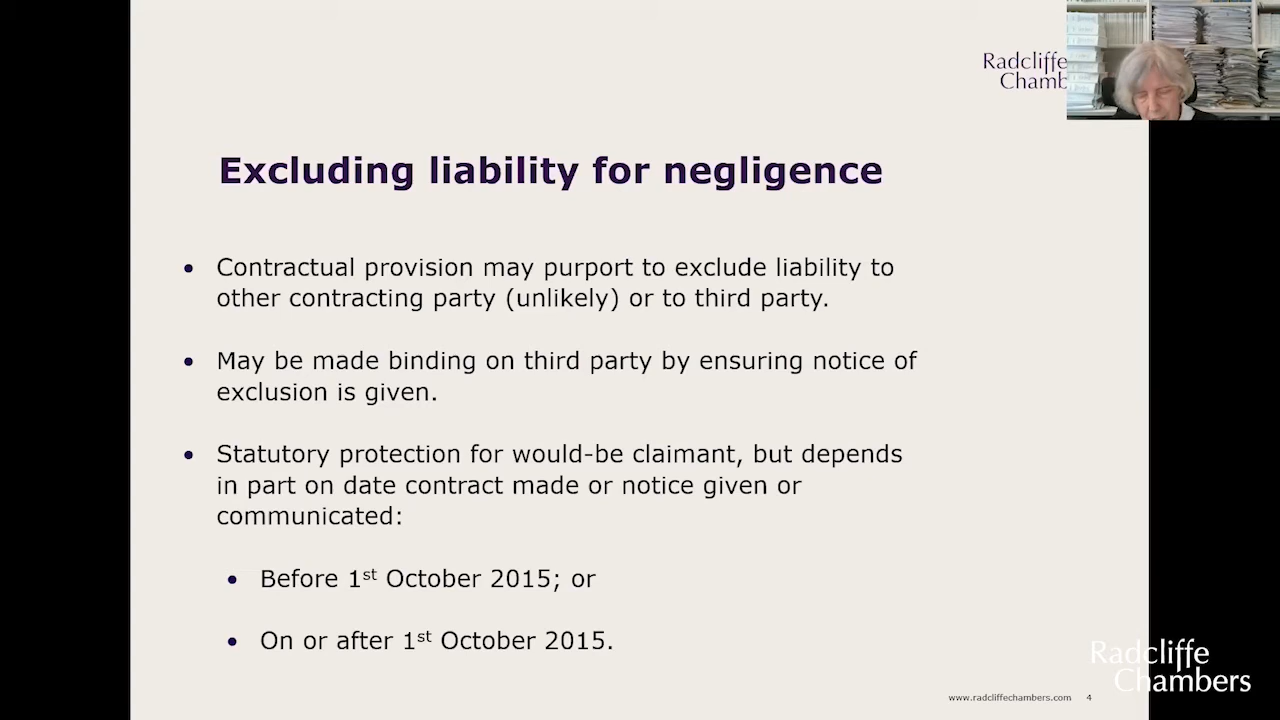 Radcliffe
Chamb
Excluding liability for negligence
• Contractual provision may purport to exclude liability to
other contracting party (unlikely) or to third party.
• May be made binding on third party by ensuring notice of
exclusion is given.
• Statutory protection for would-be claimant, but depends
in part on date contract made or notice given or
communicated:
• Before 1st October 2015; or
• On or after 1st October 2015.
www.radcliffechambers.com 4
Radcliffe
Chambers